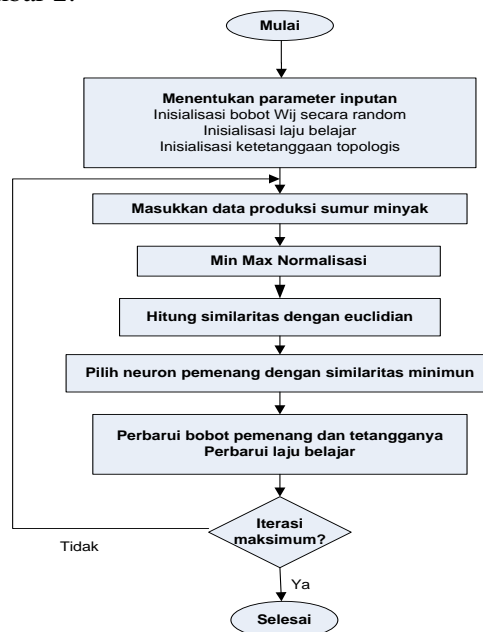 Mulai
Menentukan parameter inputan
Inisialisasi bobot Wij secara random
Inisialisasi laju belajar
Inisialisasi ketetanggaan topologis
Masukkan data produksi sumur minyak
Min Max Normalisasi
Hitung similaritas dengan euclidian
Pilih neuron pemenang dengan similaritas minimun
Perbarui bobot pemenang dan tetangganya
Perbarui laju belajar
Iterasi
maksimum?
Tidak
Ya
Selesai